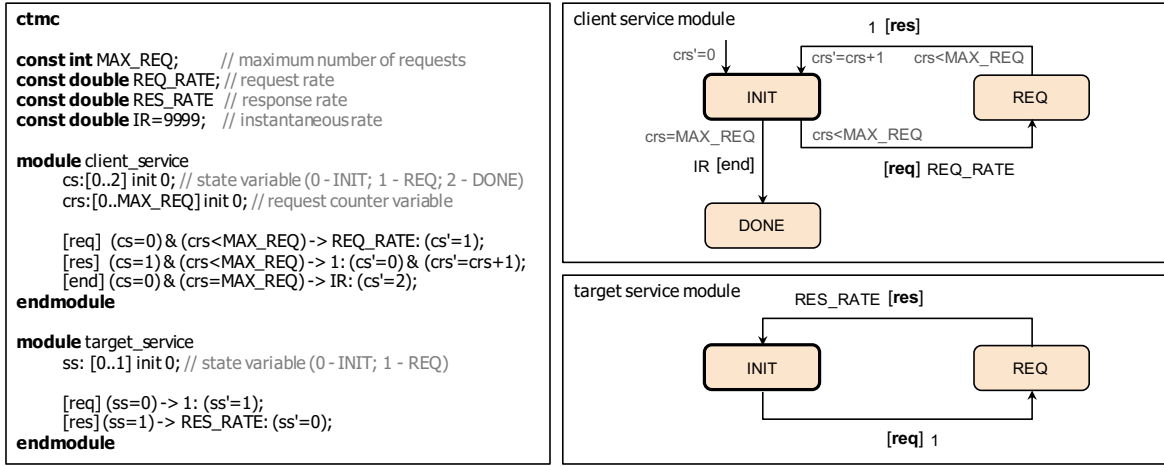 ctmc
const int MAX_REQ; // maximum number of requests
const double REQ_RATE; // request rate
const double RES_RATE // response rate
const double IR=9999; // instantaneous rate
module client_service
cs:[0..2] init 0; // state variable (0 - INIT; 1 - REQ; 2 - DONE)
crs:[0..MAX_REQ] init 0; // request counter variable
[req] (cs=0) & (crs<MAX_REQ) -> REQ_RATE: (cs'=1);
[res] (cs=1) & (crs<MAX_REQ) -> 1: (cs'=0) & (crs'=crs+1);
[end] (cs=0) & (crs=MAX_REQ) -> IR: (cs'=2);
endmodule
module target_service
ss: [0..1] init 0; // state variable (0 - INIT; 1 - REQ)
[req] (ss=0) -> 1: (ss'=1);
[res] (ss=1) -> RES_RATE: (ss'=0);
endmodule
client service module
1 [res]
crs'=0
crs'=crs+1
crs<MAX_REQ
INIT
REQ
crs=MAX_REQ
crs<MAX_REQ
IR [end]
[req] REQ_RATE
DONE
target service module
RES_RATE [res]
INIT
REQ
[req] 1